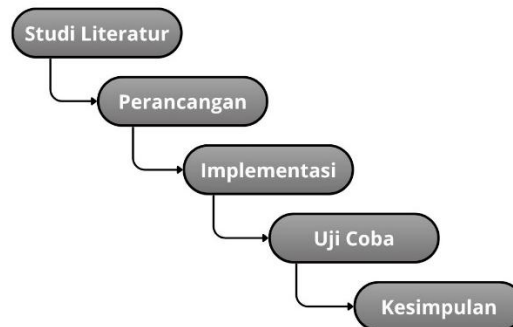 Studi Literatur
Perancangan
Implementasi
Uji Coba
Kesimpulan